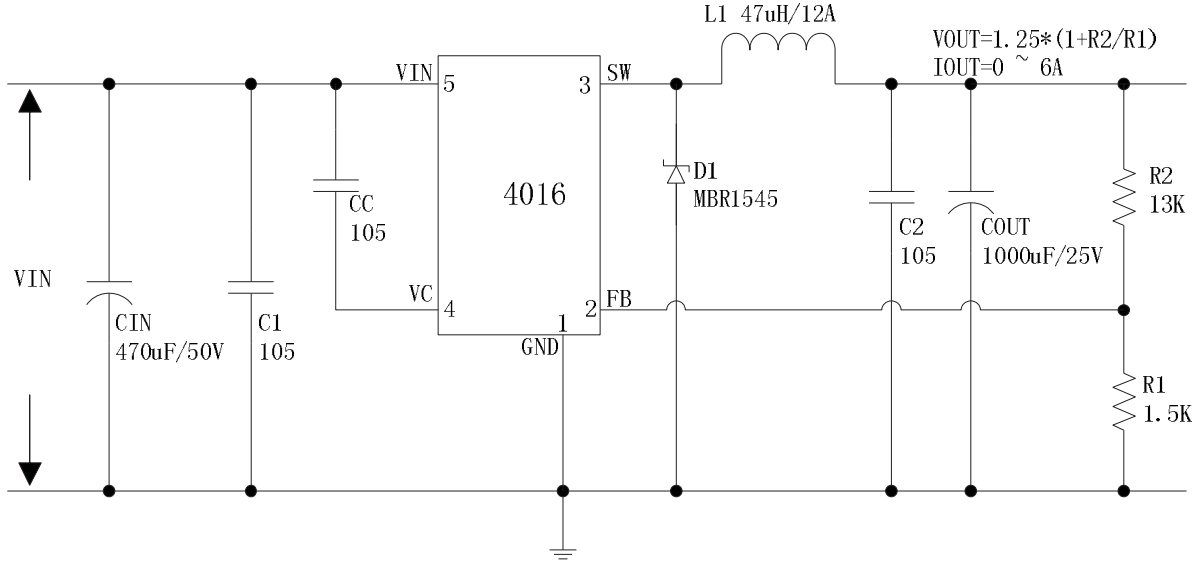 L1 47uH/12A
VOUT=1.25*(1+R2/R1)
IOUT=0 ~ 6A
VIN
5
3
SW
D1
MBR1545
4016
CC
105
R2
13K
C2
105
COUT
1000uF/25V
VIN
VC
4
2
FB
1
GND
CIN
470uF/50V
C1
105
R1
1.5K